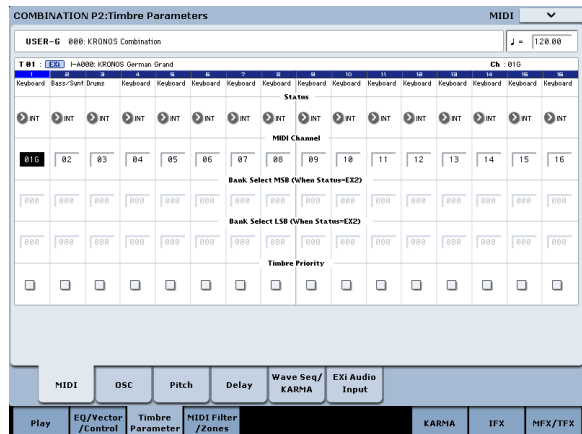 COMBINATION P2:Timbre Parameters MIDI
USER-G 000: KRONOS Combination ♩= 120.00
T 01 : EXi I-A000: KRONOS German Grand Ch : 01G
1 2 3 4 5 6 7 8 9 10 11 12 13 14 15 16
Keyboard Bass/Synt Drums Keyboard Keyboard Keyboard Keyboard Keyboard Keyboard Keyboard Keyboard Keyboard Keyboard Keyboard Keyboard Keyboard
Status
INT INT INT INT INT INT INT INT INT INT INT INT INT INT INT INT
MIDI Channel
01G 02 03 04 05 06 07 08 09 10 11 12 13 14 15 16
Bank Select MSB (When Status=EX2)
000 000 000 000 000 000 000 000 000 000 000 000 000 000 000 000
Bank Select LSB (When Status=EX2)
000 000 000 000 000 000 000 000 000 000 000 000 000 000 000 000
Timbre Priority
MIDI OSC Pitch Delay Wave Seq/ KARMA EXi Audio Input
Play EQ/Vector /Control Timbre Parameter MIDI Filter /Zones KARMA IFX MFX/TFX